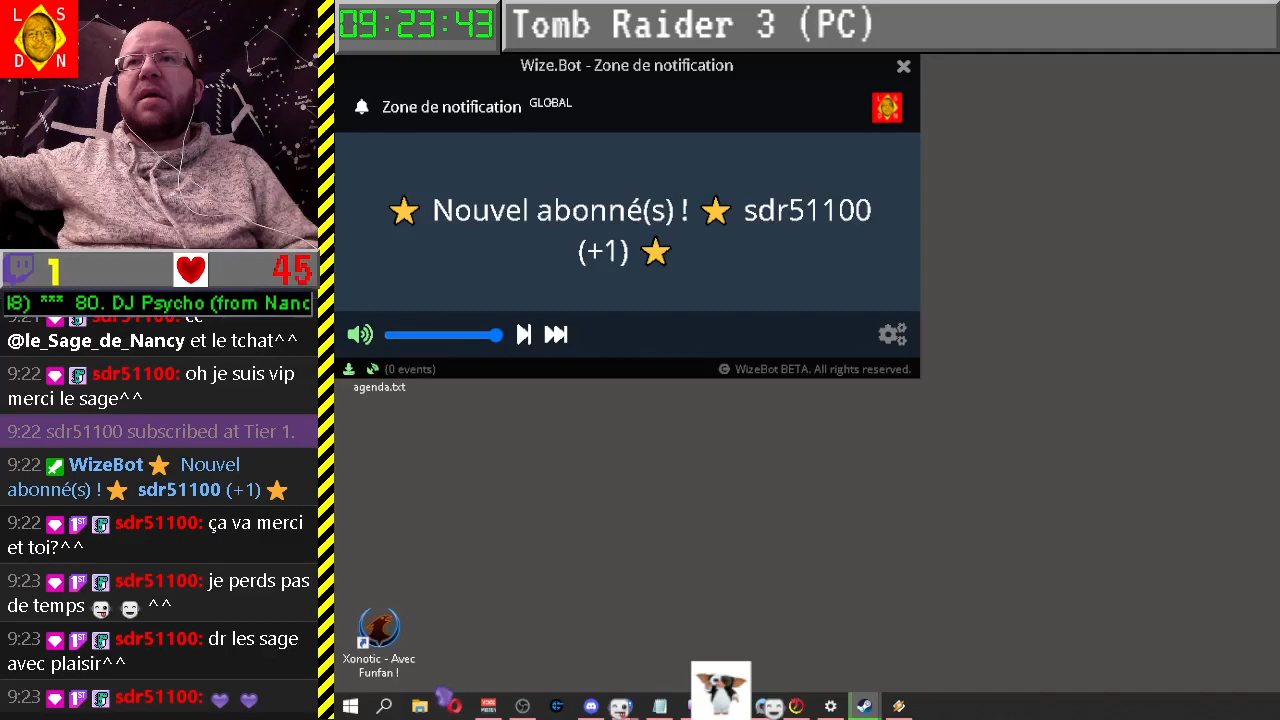 L S
D N
09:23:43
Tomb Raider 3 (PC)
Wize.Bot - Zone de notification
Zone de notification GLOBAL
⭐ Nouvel abonné(s) ! ⭐ sdr51100
(+1) ⭐
(0 events)
WizeBot BETA. All rights reserved.
agenda.txt
Xonotic - Avec
Funfan !
1
45
*** 80. DJ Psycho (from Nanc
@le_Sage_de_Nancy et le tchat^^
9:22 sdr51100: oh je suis vip
merci le sage^^
9:22 sdr51100 subscribed at Tier 1.
9:22 WizeBot ⭐ Nouvel
abonné(s) ! ⭐ sdr51100 (+1) ⭐
9:22 1ST sdr51100: ça va merci
et toi?^^
9:23 1ST sdr51100: je perds pas
de temps ^^
9:23 1ST sdr51100: dr les sage
avec plaisir^^
9:23 1ST sdr51100: 💜 💜